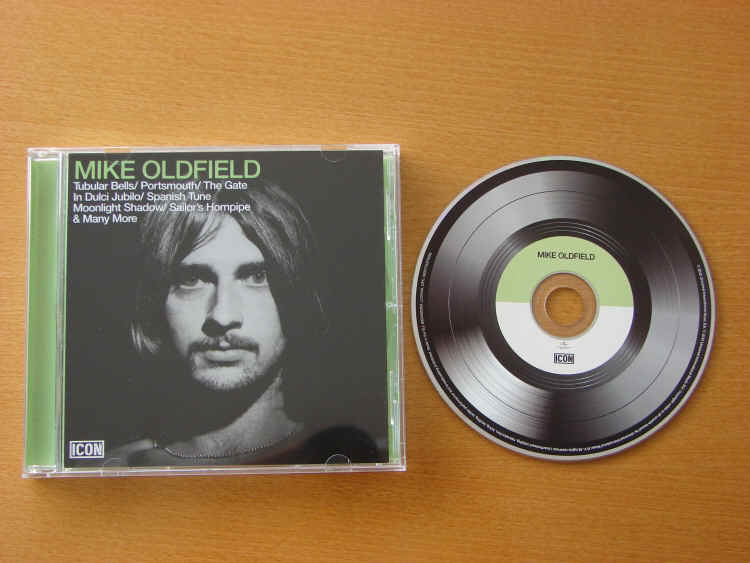 MIKE OLDFIELD
Tubular Bells/ Portsmouth/ The Gate
In Dulci Jubilo/ Spanish Tune
Moonlight Shadow/ Sailor's Hornpipe
& Many More
ICON
MIKE OLDFIELD
ICON